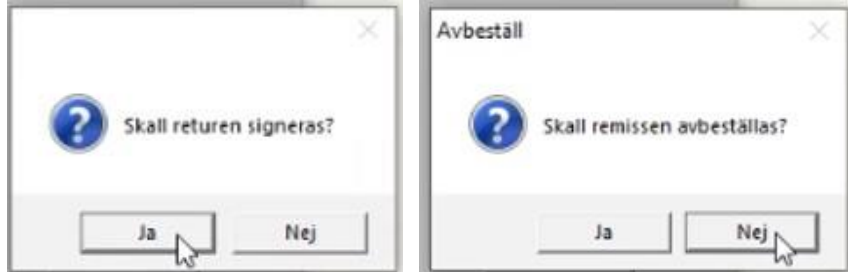 Skall returen signeras?
Ja
Nej
Avbeställ
Skall remissen avbeställas?
Ja
Nej